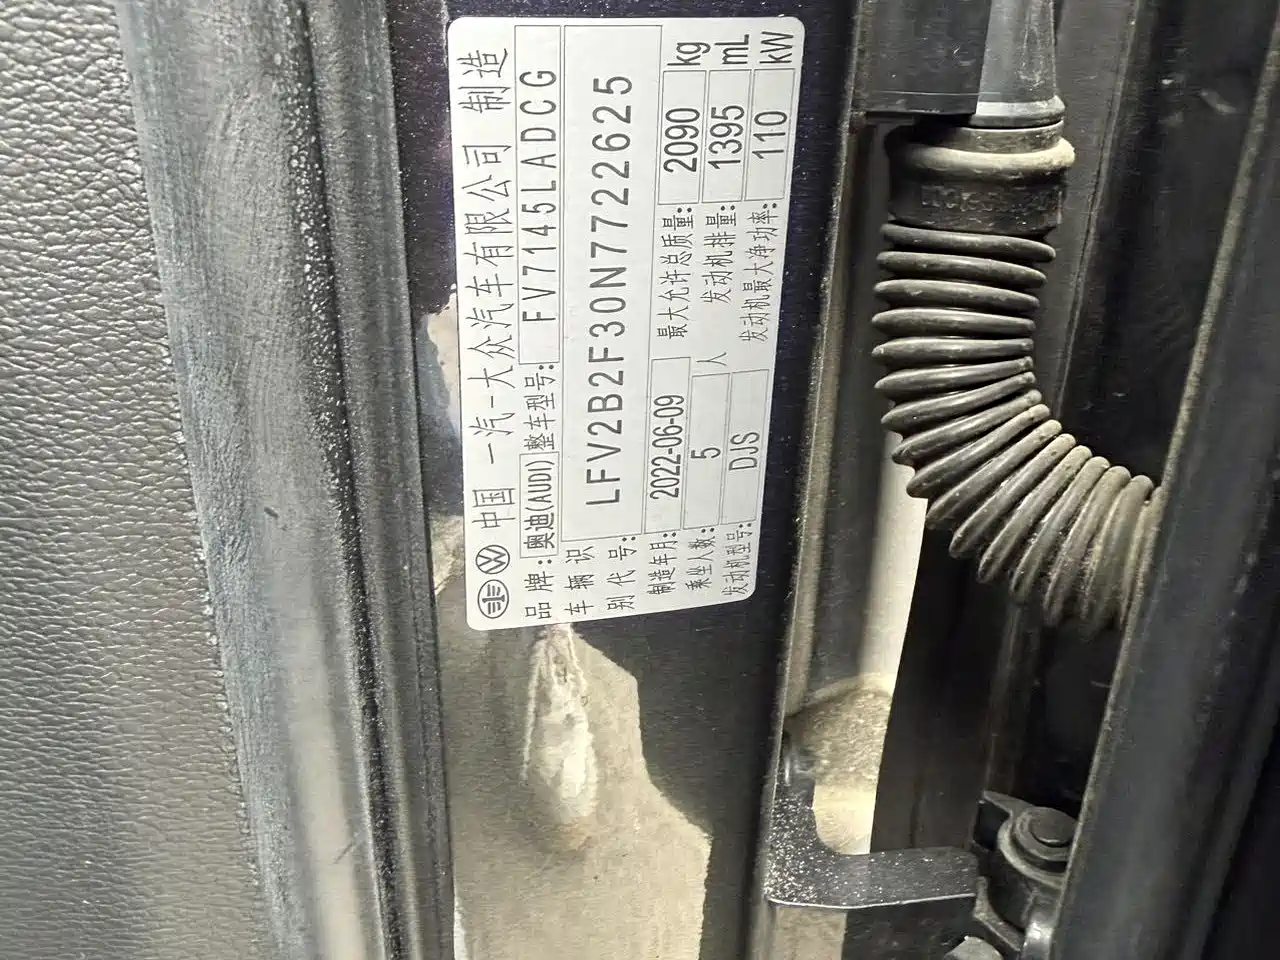 中国 一汽-大众汽车有限公司 制造
品牌: 奥迪(AUDI) 整车型号: FV7145LADCG
车辆识别代号: LFV2B2F30N7722625
制造年月: 2022-06-09 最大允许总质量: 2090 kg
乘坐人数: 5 人 发动机排量: 1395 mL
发动机型号: DJS 发动机最大净功率: 110 kW